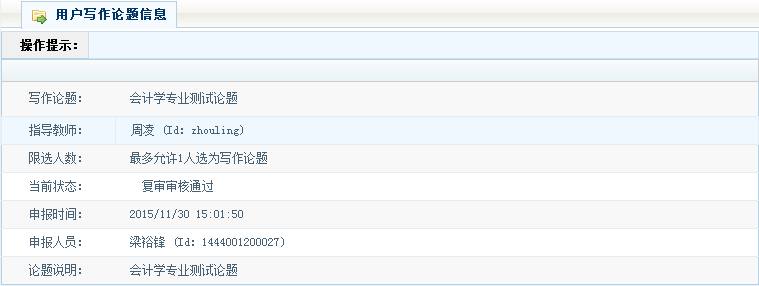 用户写作论题信息
操作提示：
写作论题： 会计学专业测试论题
指导教师： 周凌 (Id: zhouling)
限选人数： 最多允许1人选为写作论题
当前状态： 复审审核通过
申报时间： 2015/11/30 15:01:50
申报人员： 梁裕锋 (Id: 1444001200027)
论题说明： 会计学专业测试论题